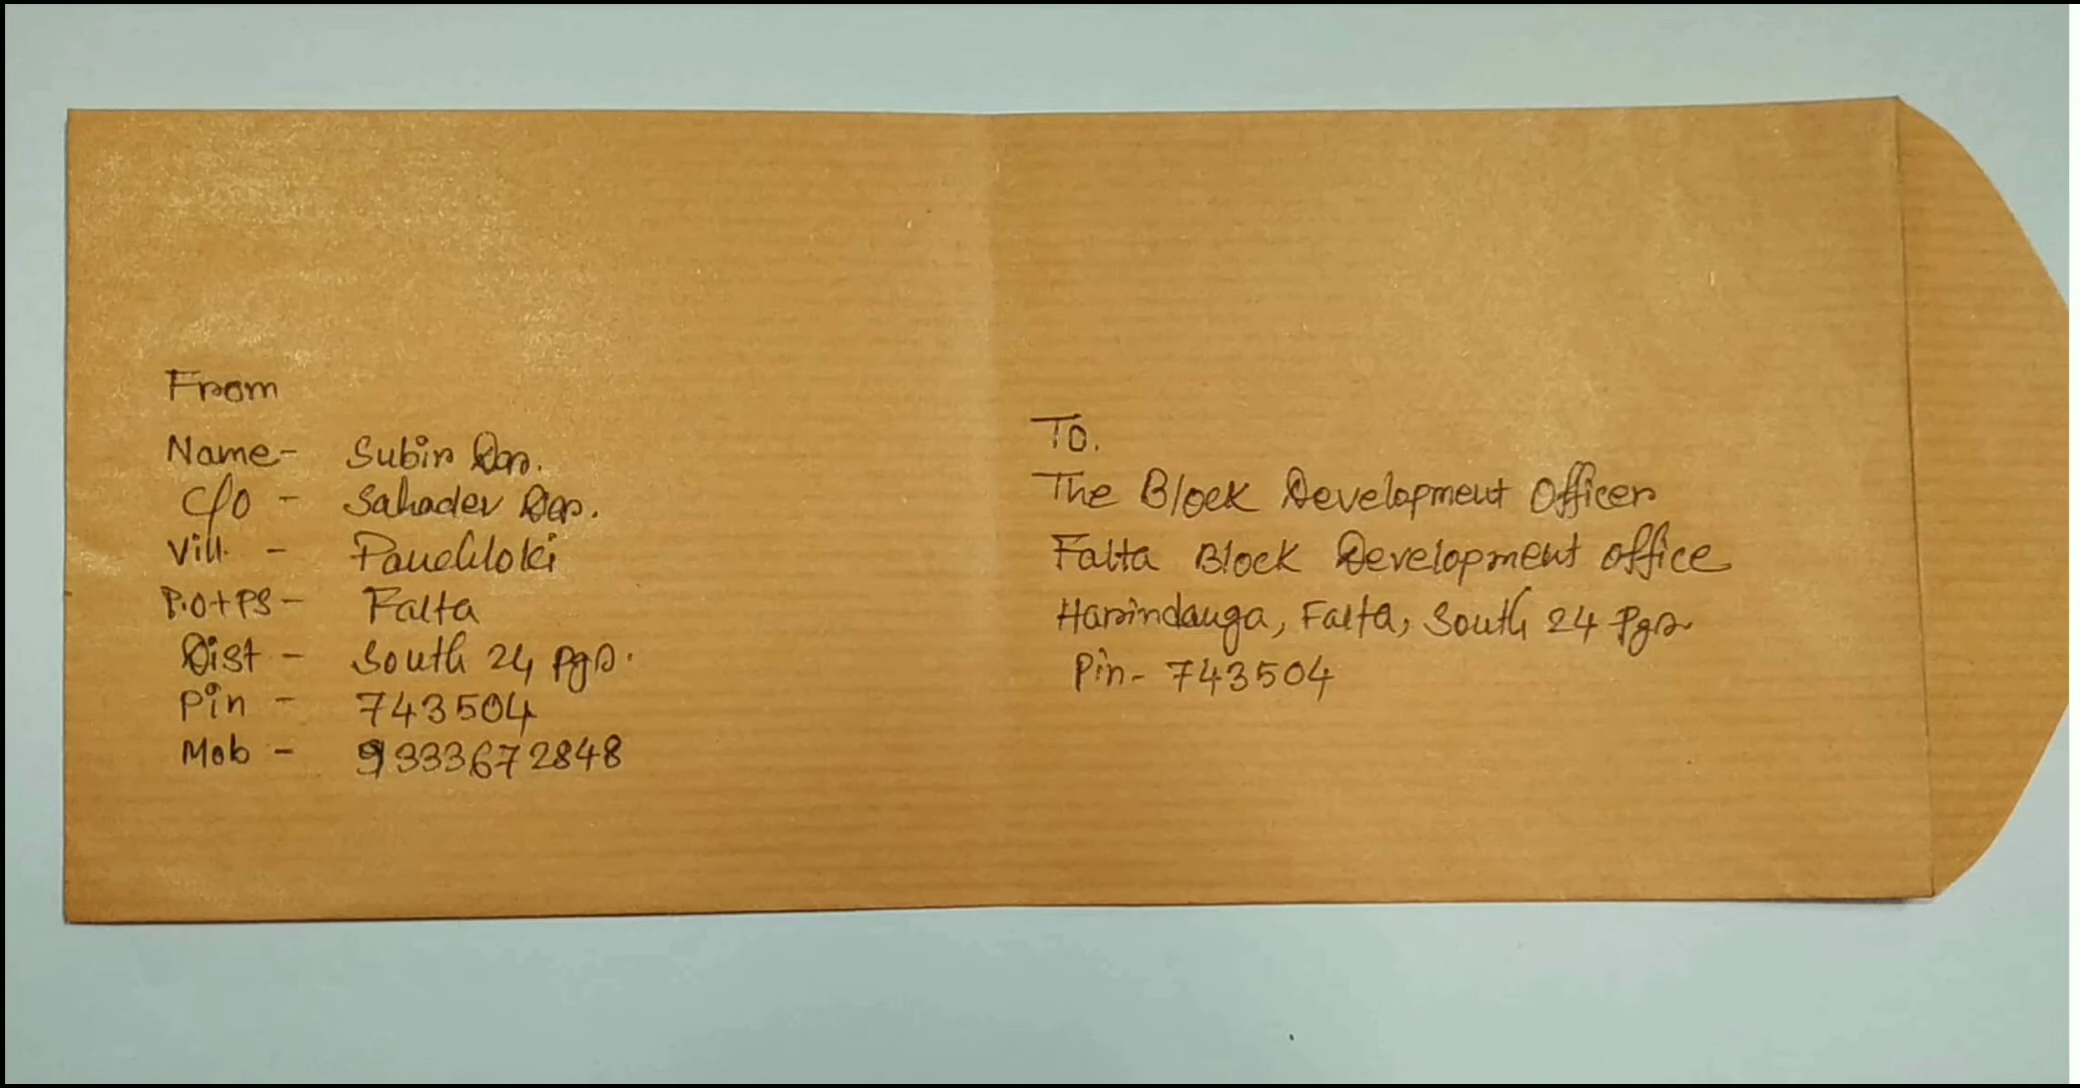 From
Name- Subir Das.
C/O - Sahadev Das.
Vill. - Panchloki
P.O+PS- Falta
Dist - South 24 pgs.
Pin - 743504
Mob - 9333672848
To.
The Block Development Officer
Falta Block Development office
Harindanga, Falta, South 24 Pgs.
Pin- 743504